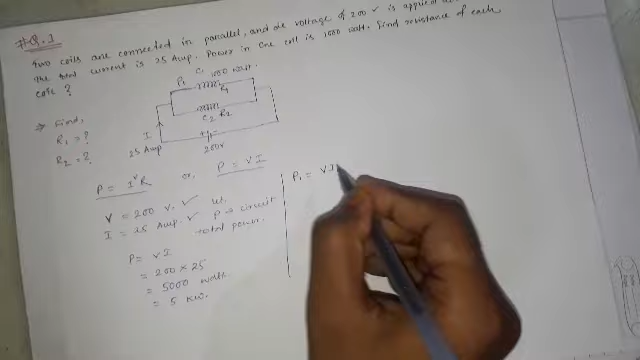 #Q.1
Two coils are connected in parallel, and de voltage of 200 V is applied
the total current is 25 Amp. Power in one coil is 1000 watt. Find resistance of each
coil ?
⇒ Find,
R₁ = ?
R₂ = ?
P₁ C₁ 1000 watt.
R₁
C₂ R₂
I
25 Amp
200V
P = I²R or, P = VI
V = 200 V. ✓ Let,
I = 25 Amp. ✓ P → circuit
total power.
P = VI
= 200 × 25
= 5000 watt.
= 5 KW.
P₁ = VI